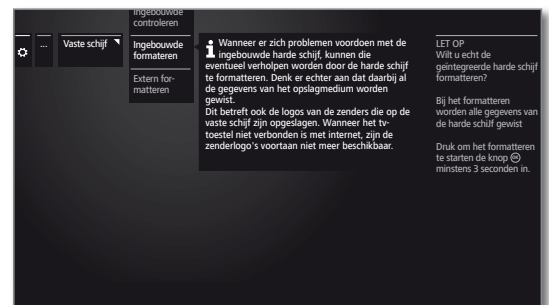 Ingebouwde
controleren
...
Vaste schijf
Ingebouwde
formateren
Extern for-
matteren
Wanneer er zich problemen voordoen met de
ingebouwde harde schijf, kunnen die
eventueel verholpen worden door de harde schijf
te formatteren. Denk er echter aan dat daarbij al
de gegevens van het opslagmedium worden
gewist.
Dit betreft ook de logos van de zenders die op de
vaste schijf zijn opgeslagen. Wanneer het tv-
toestel niet verbonden is met internet, zijn de
zenderlogo's voortaan niet meer beschikbaar.
LET OP
Wilt u echt de
geïntegreerde harde schijf
formatteren?
Bij het formatteren
worden alle gegevens van
de harde schijf gewist
Druk om het formatteren
te starten de knop OK
minstens 3 seconden in.